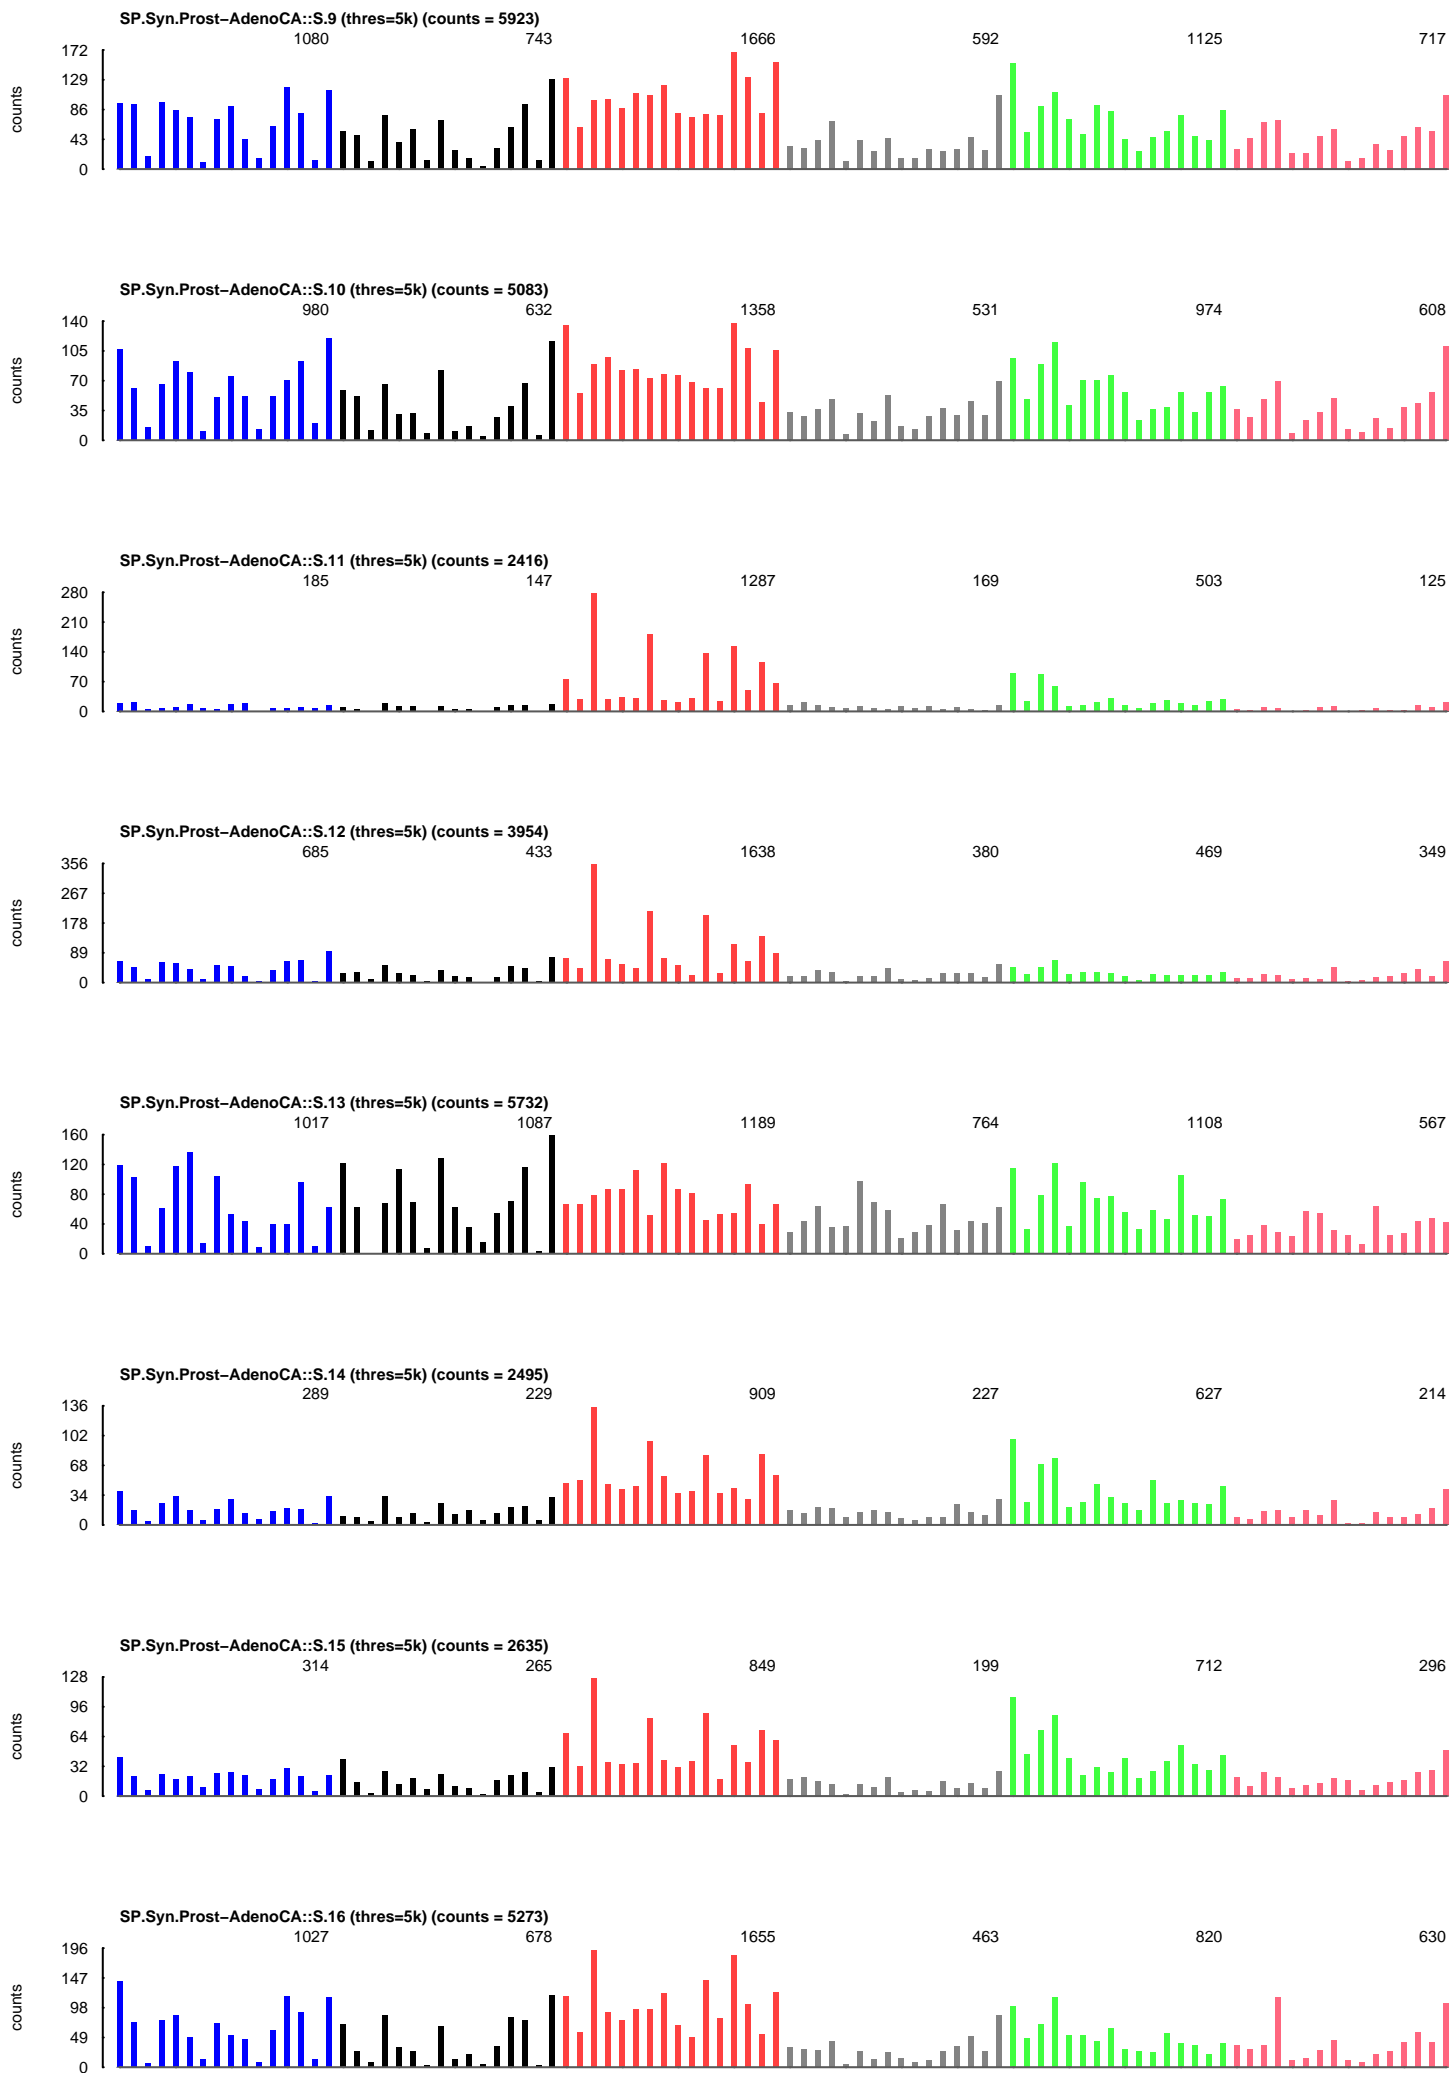 SP.Syn.Prost−AdenoCA::S.9 (thres=5k) (counts = 5923)
1080 743 1666 592 1125 717
172
129
86
43
0
counts
SP.Syn.Prost−AdenoCA::S.10 (thres=5k) (counts = 5083)
980 632 1358 531 974 608
140
105
70
35
0
counts
SP.Syn.Prost−AdenoCA::S.11 (thres=5k) (counts = 2416)
185 147 1287 169 503 125
280
210
140
70
0
counts
SP.Syn.Prost−AdenoCA::S.12 (thres=5k) (counts = 3954)
685 433 1638 380 469 349
356
267
178
89
0
counts
SP.Syn.Prost−AdenoCA::S.13 (thres=5k) (counts = 5732)
1017 1087 1189 764 1108 567
160
120
80
40
0
counts
SP.Syn.Prost−AdenoCA::S.14 (thres=5k) (counts = 2495)
289 229 909 227 627 214
136
102
68
34
0
counts
SP.Syn.Prost−AdenoCA::S.15 (thres=5k) (counts = 2635)
314 265 849 199 712 296
128
96
64
32
0
counts
SP.Syn.Prost−AdenoCA::S.16 (thres=5k) (counts = 5273)
1027 678 1655 463 820 630
196
147
98
49
0
counts